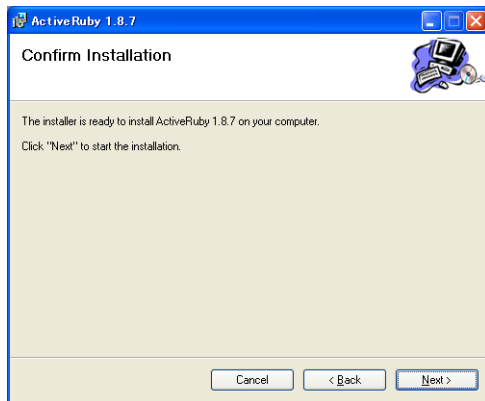 ActiveRuby 1.8.7
Confirm Installation
The installer is ready to install ActiveRuby 1.8.7 on your computer.
Click "Next" to start the installation.
Cancel
< Back
Next >